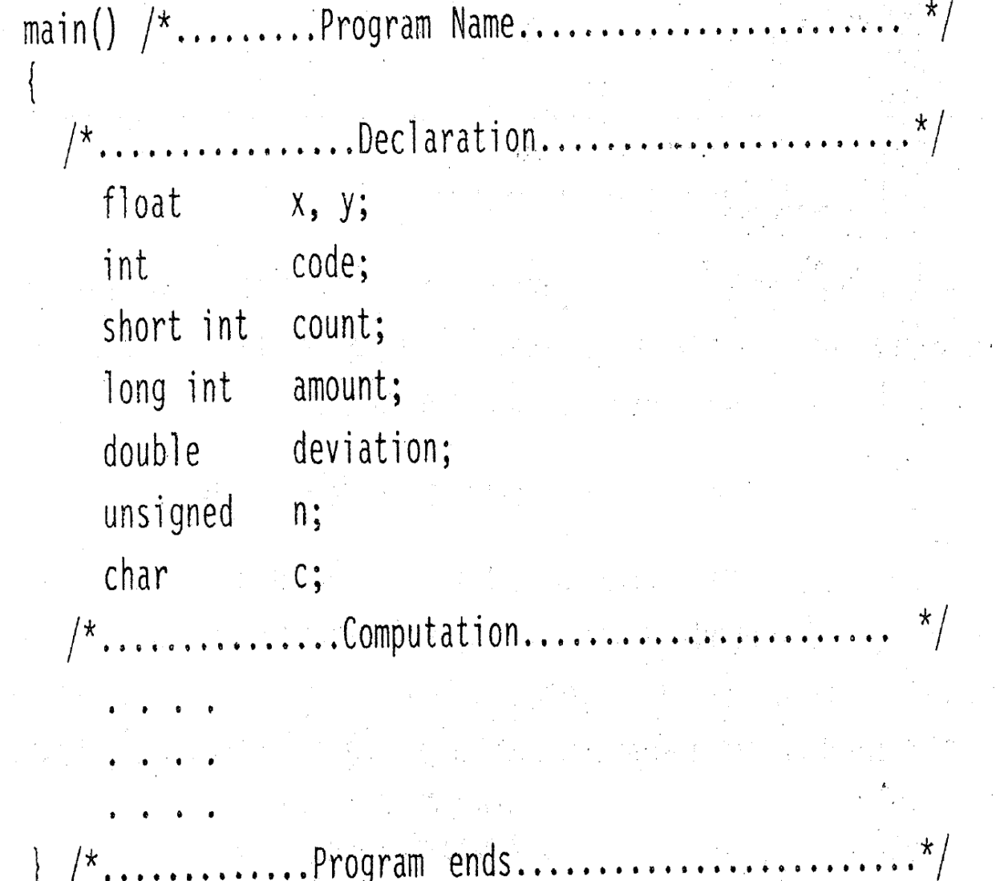 main() /*.........Program Name........................ */
{
/*................Declaration.......................*/
float x, y;
int code;
short int count;
long int amount;
double deviation;
unsigned n;
char c;
/*...............Computation....................... */
. . . .
. . . .
. . . .
} /*.............Program ends.........................*/